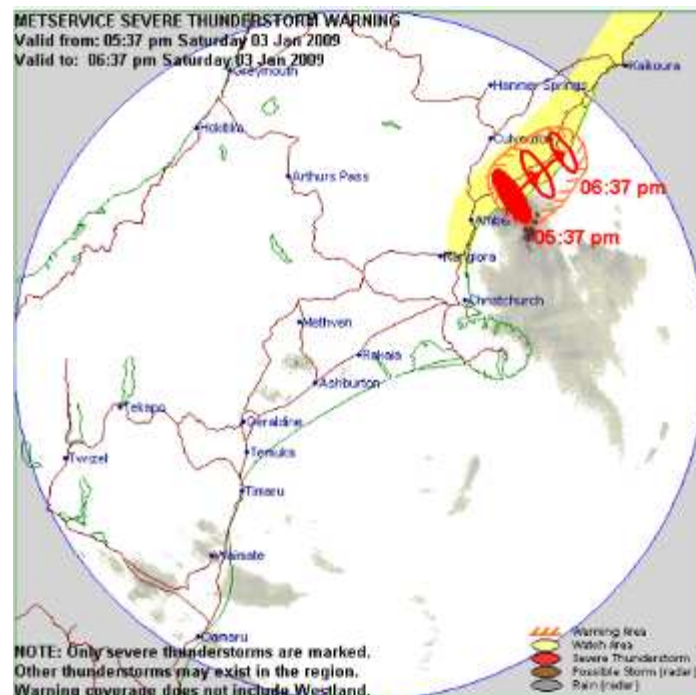 METSERVICE SEVERE THUNDERSTORM WARNING
Valid from: 05:37 pm Saturday 03 Jan 2009
Valid to: 06:37 pm Saturday 03 Jan 2009
Greymouth
Kaikoura
Hanmer Springs
Hokitika
Culverden
Arthurs Pass
06:37 pm
Amberley
05:37 pm
Rangiora
Christchurch
Methven
Rakaia
Ashburton
Tekapo
Geraldine
Temuka
Twizel
Timaru
Waimate
Oamaru
NOTE: Only severe thunderstorms are marked.
Other thunderstorms may exist in the region.
Warning coverage does not include Westland.
Warning Area
Watch Area
Severe Thunderstorm
Possible Storm (radar)
Rain (radar)